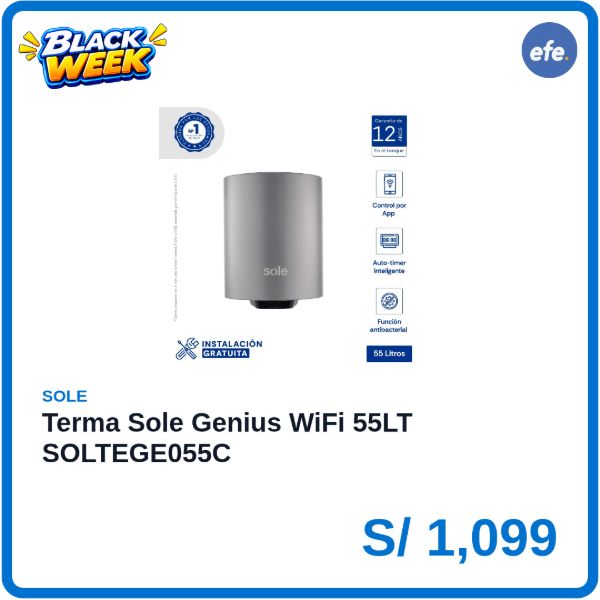 BLACK
WEEK
efe.
N°1
Garantía de
12 AÑOS
En el tanque
Control por
App
sole
Auto-timer
inteligente
Función
antibacterial
INSTALACIÓN
GRATUITA
55 Litros
SOLE
Terma Sole Genius WiFi 55LT
SOLTEGE055C
S/ 1,099